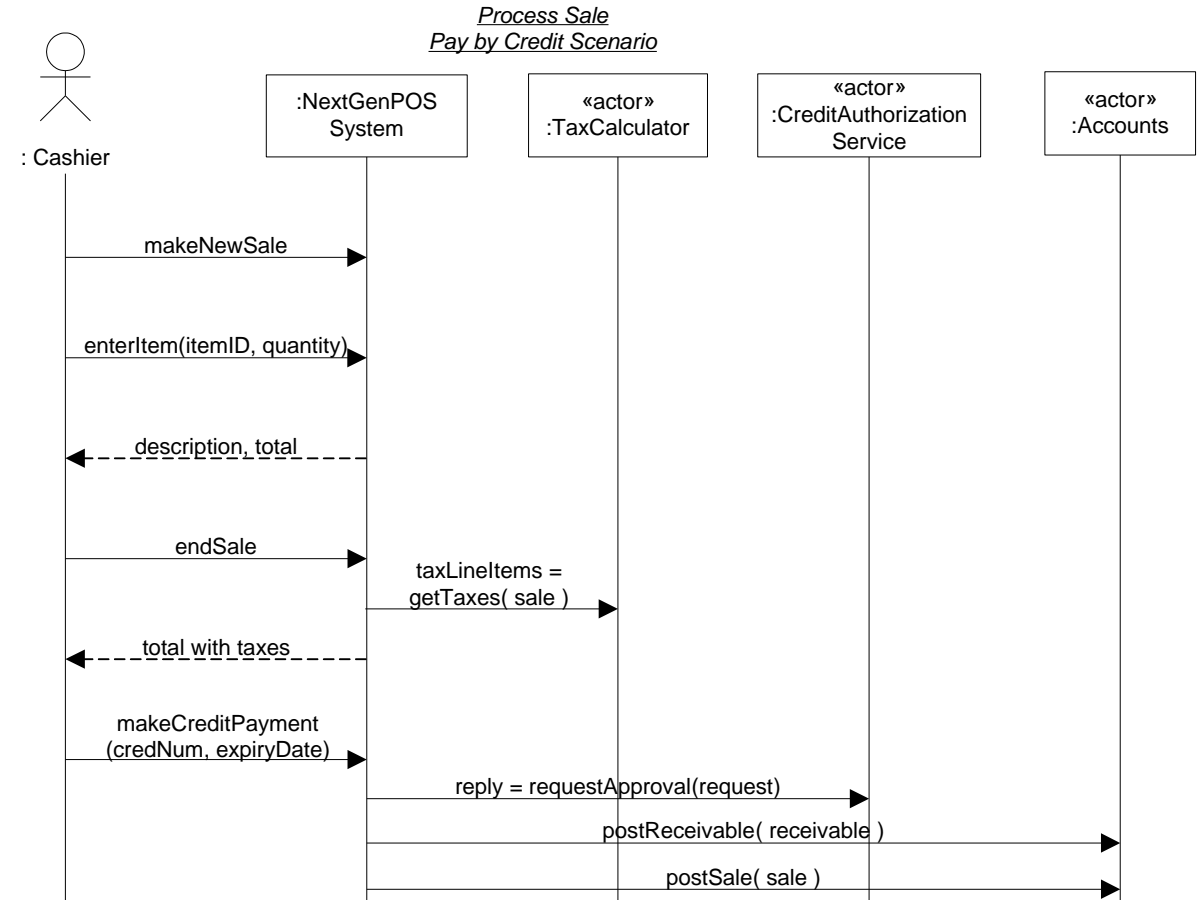 Process Sale
Pay by Credit Scenario
: Cashier
:NextGenPOS
System
«actor»
:TaxCalculator
«actor»
:CreditAuthorization
Service
«actor»
:Accounts
makeNewSale
enterItem(itemID, quantity)
description, total
endSale
taxLineItems =
getTaxes( sale )
total with taxes
makeCreditPayment
(credNum, expiryDate)
reply = requestApproval(request)
postReceivable( receivable )
postSale( sale )